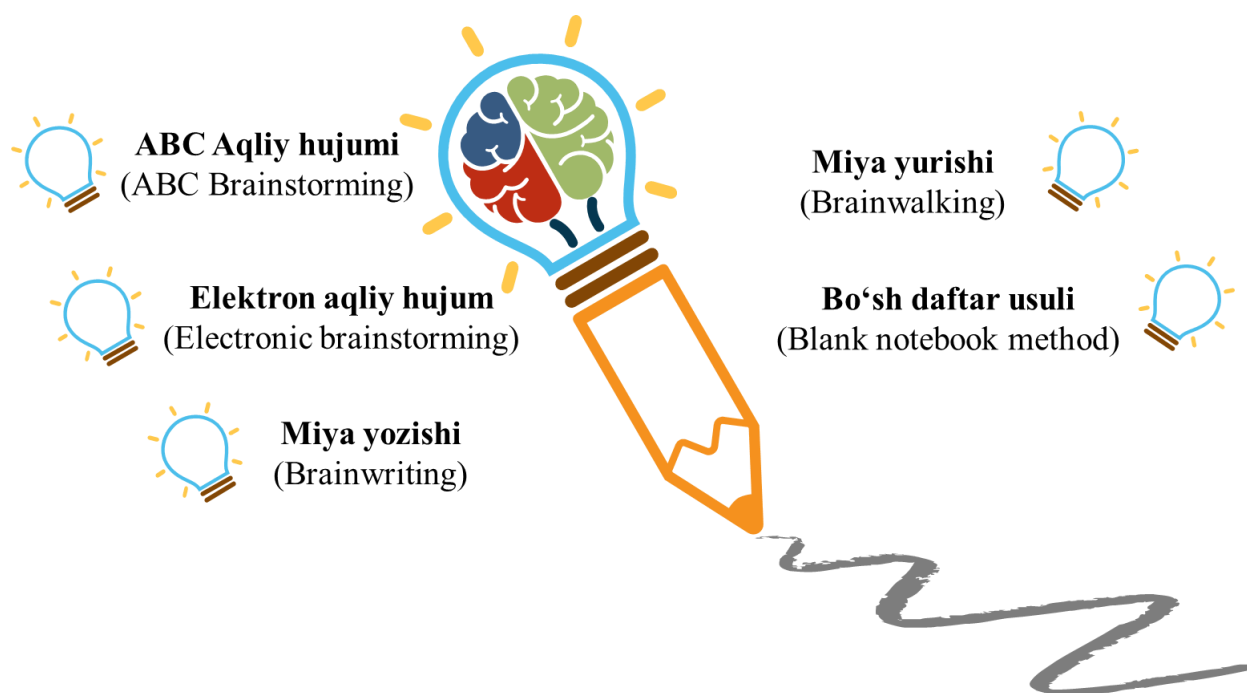 ABC Aqliy hujumi
(ABC Brainstorming)
Elektron aqliy hujum
(Electronic brainstorming)
Miya yozishi
(Brainwriting)
Miya yurishi
(Brainwalking)
Bo‘sh daftar usuli
(Blank notebook method)